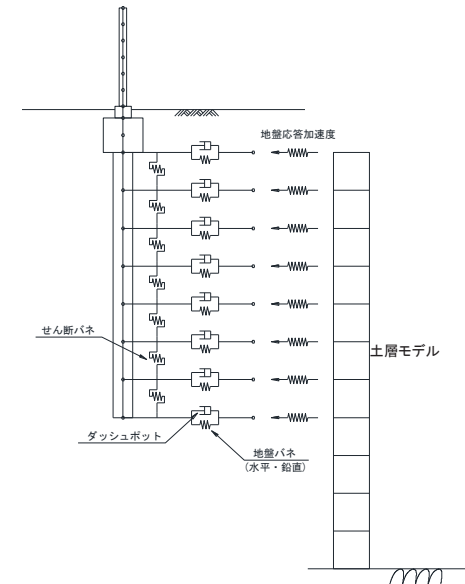 地盤応答加速度
せん断バネ
土層モデル
ダッシュポット
地盤バネ
(水平・鉛直)